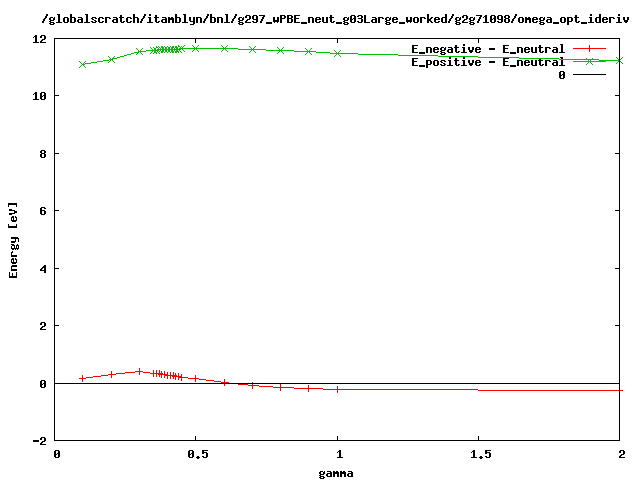 /globalscratch/itamblyn/bnl/g297_wPBE_neut_g03Large_worked/g2g71098/omega_opt_ideriv
E_negative - E_neutral
E_positive - E_neutral
0
12
10
8
6
4
2
0
-2
Energy [eV]
0 0.5 1 1.5 2
gamma